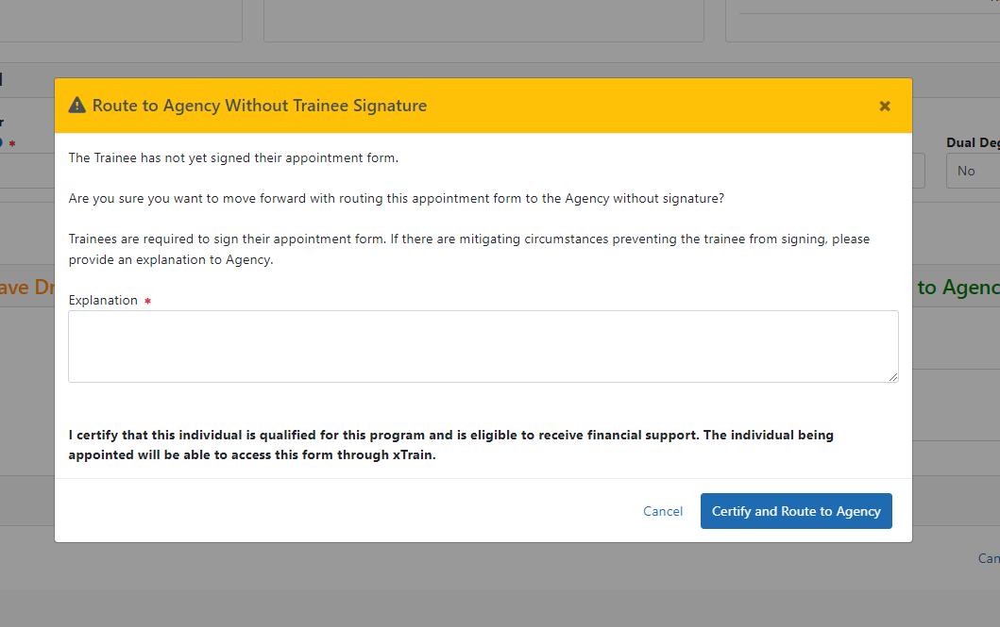 Route to Agency Without Trainee Signature
The Trainee has not yet signed their appointment form.
Are you sure you want to move forward with routing this appointment form to the Agency without signature?
Dual Deg
No
Trainees are required to sign their appointment form. If there are mitigating circumstances preventing the trainee from signing, please
provide an explanation to Agency.
ave Dr
to Agenc
Explanation *
I certify that this individual is qualified for this program and is eligible to receive financial support. The individual being
appointed will be able to access this form through xTrain.
Cancel
Certify and Route to Agency
Can